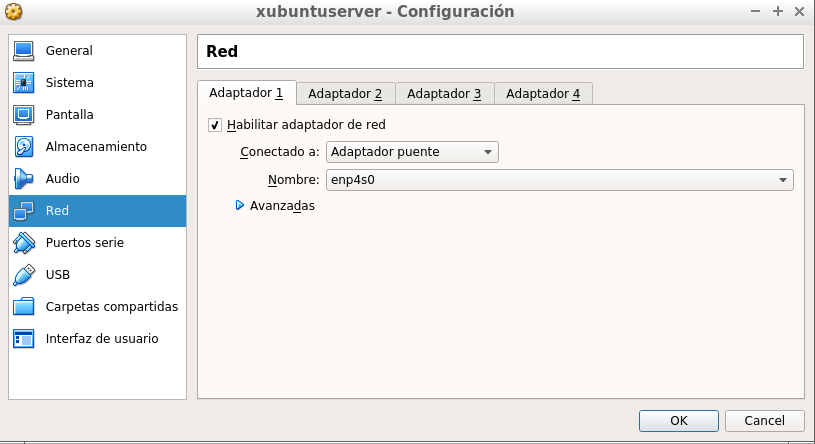 xubuntuserver - Configuración
General
Sistema
Pantalla
Almacenamiento
Audio
Red
Puertos serie
USB
Carpetas compartidas
Interfaz de usuario
Red
Adaptador 1 Adaptador 2 Adaptador 3 Adaptador 4
Habilitar adaptador de red
Conectado a: Adaptador puente
Nombre: enp4s0
Avanzadas
OK Cancel